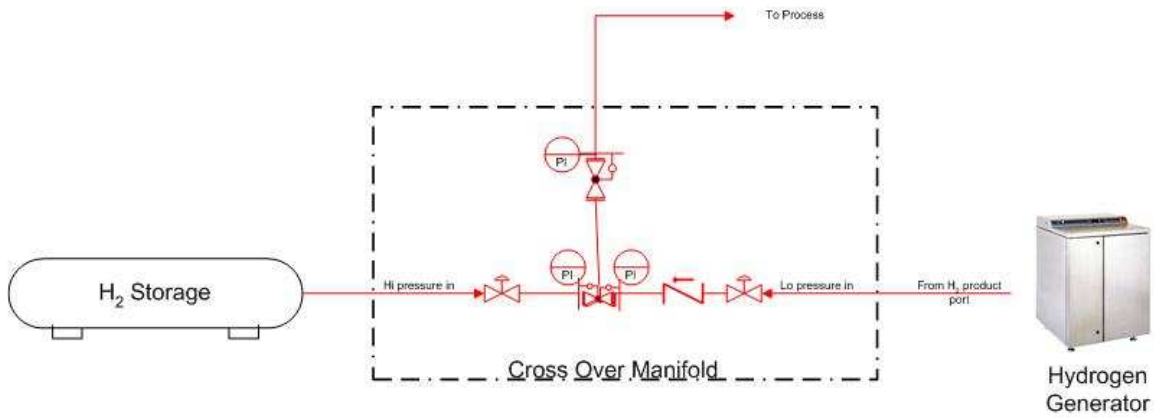 To Process
PI
PI
PI
H2 Storage
Hi pressure in
Lo pressure in
From H2 product
port
Cross Over Manifold
Hydrogen
Generator